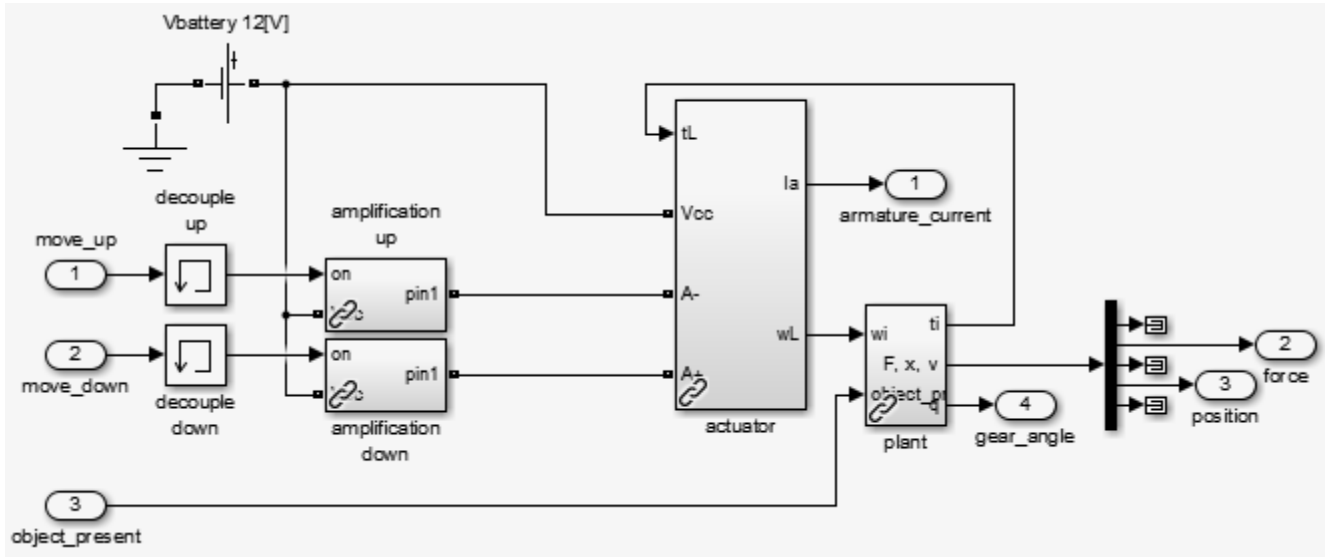 Vbattery 12[V]
decouple
up
move_up
1
amplification
up
on
pin1
2
move_down
decouple
down
on
pin1
amplification
down
3
object_present
tL
Vcc
A-
A+
Ia
wL
actuator
1
armature_current
wi
ti
F, x, v
q
plant
4
gear_angle
2
force
3
position